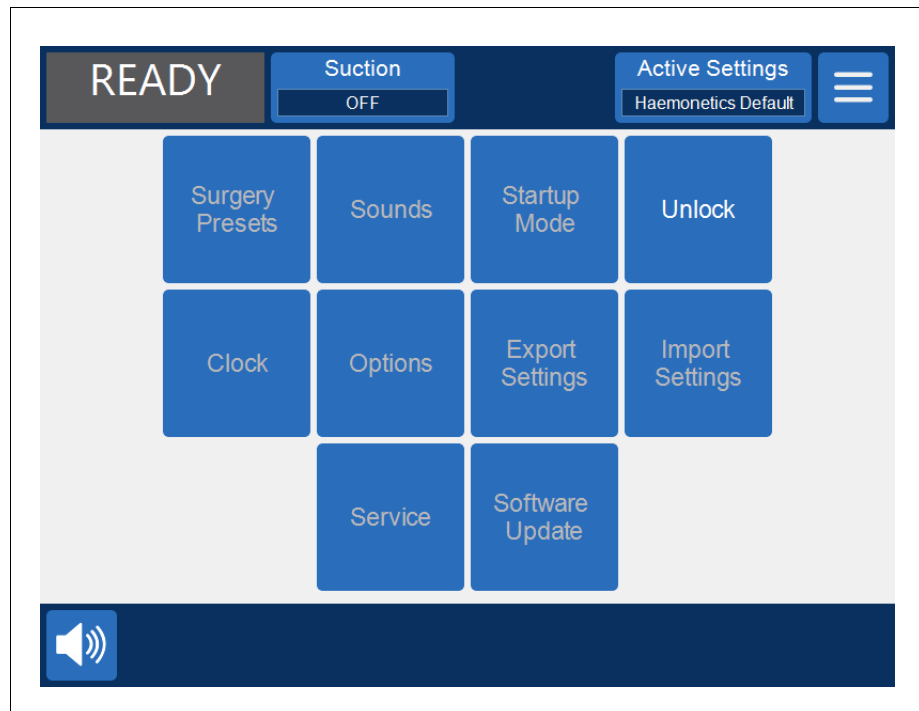 READY
Suction
OFF
Active Settings
Haemonetics Default
Surgery
Presets
Sounds
Startup
Mode
Unlock
Clock
Options
Export
Settings
Import
Settings
Service
Software
Update